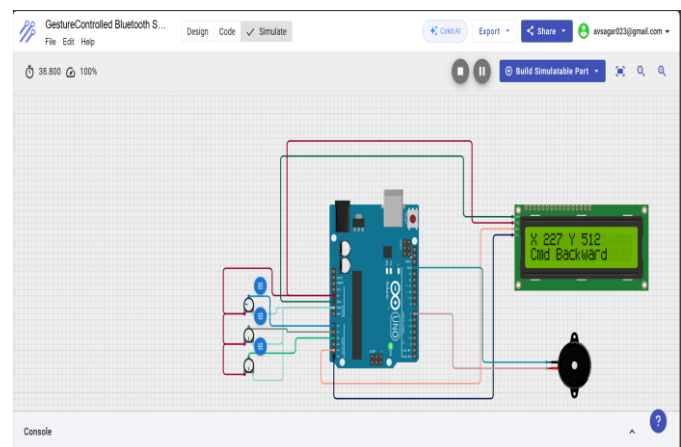 GestureControlled Bluetooth S...
File Edit Help
Design Code Simulate
Cirkit AI
Export
Share
avsagar023@gmail.com
38.800 100%
Build Simulatable Part
X 227 Y 512
Cmd Backward
UNO
Console
?